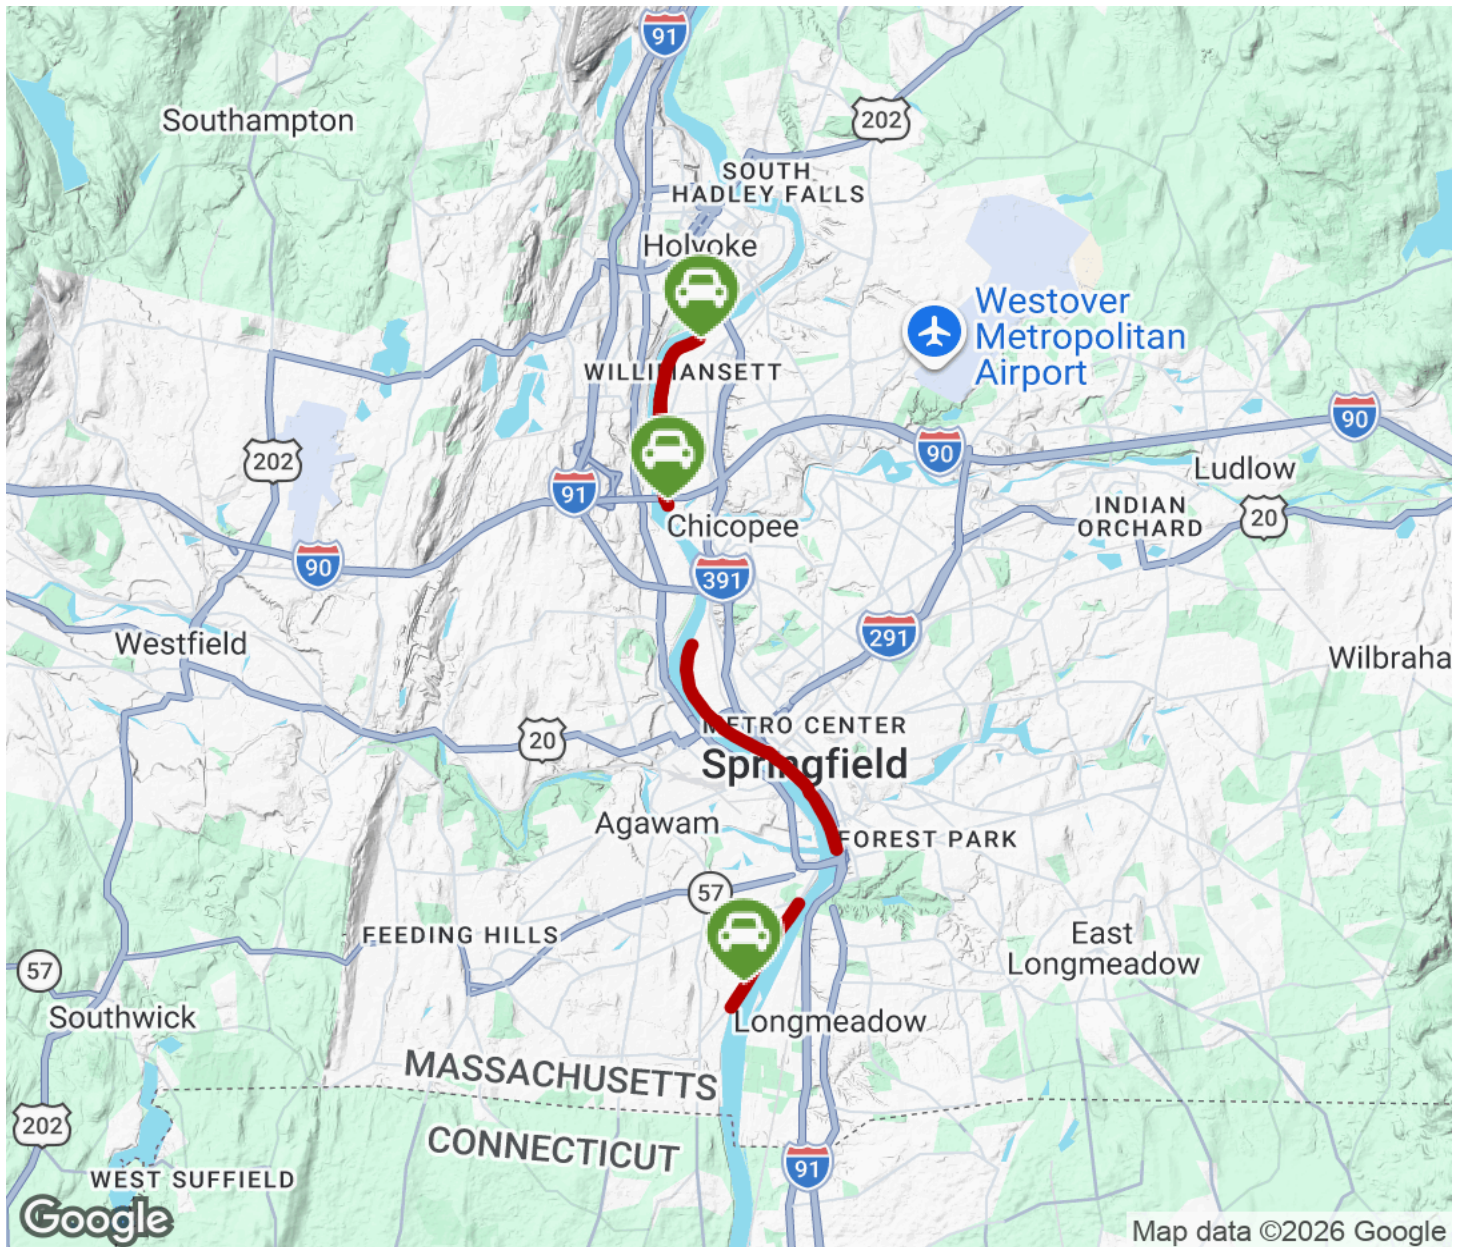 91
Southampton
202
SOUTH
HADLEY FALLS
Holyoke
Westover
Metropolitan
Airport
WILLIMANSETT
90
90
202
91
Ludlow
INDIAN
ORCHARD
20
Chicopee
90
391
291
Westfield
Wilbraha
METRO CENTER
20
Springfield
Agawam
FOREST PARK
57
FEEDING HILLS
East
Longmeadow
57
Southwick
Longmeadow
MASSACHUSETTS
202
CONNECTICUT
91
WEST SUFFIELD
Google
Map data ©2026 Google